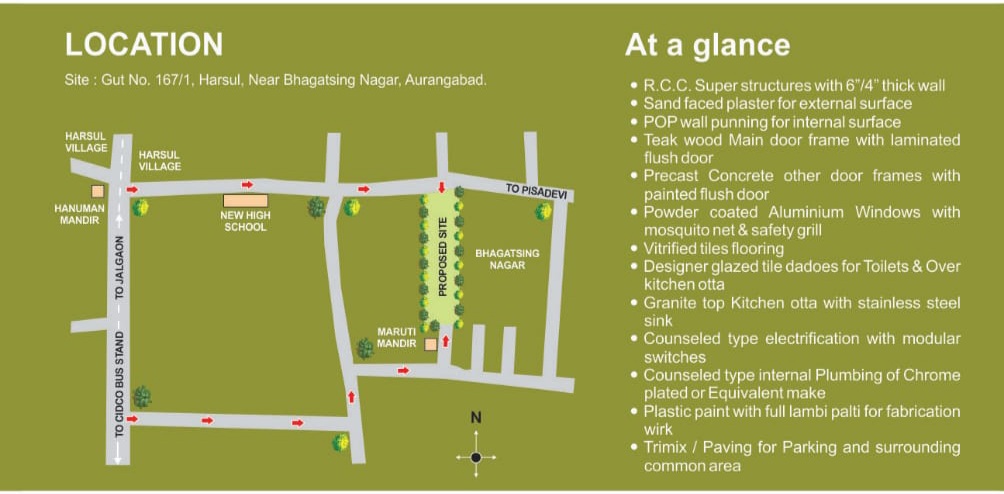 LOCATION
Site : Gut No. 167/1, Harsul, Near Bhagatsing Nagar, Aurangabad.
HARSUL
VILLAGE
HARSUL
VILLAGE
HANUMAN
MANDIR
NEW HIGH
SCHOOL
TO PISADEVI
TO JALGAON
TO CIDCO BUS STAND
PROPOSED SITE
BHAGATSING
NAGAR
MARUTI
MANDIR
N
At a glance
• R.C.C. Super structures with 6”/4” thick wall
• Sand faced plaster for external surface
• POP wall punning for internal surface
• Teak wood Main door frame with laminated
flush door
• Precast Concrete other door frames with
painted flush door
• Powder coated Aluminium Windows with
mosquito net & safety grill
• Vitrified tiles flooring
• Designer glazed tile dadoes for Toilets & Over
kitchen otta
• Granite top Kitchen otta with stainless steel
sink
• Counseled type electrification with modular
switches
• Counseled type internal Plumbing of Chrome
plated or Equivalent make
• Plastic paint with full lambi palti for fabrication
wirk
• Trimix / Paving for Parking and surrounding
common area